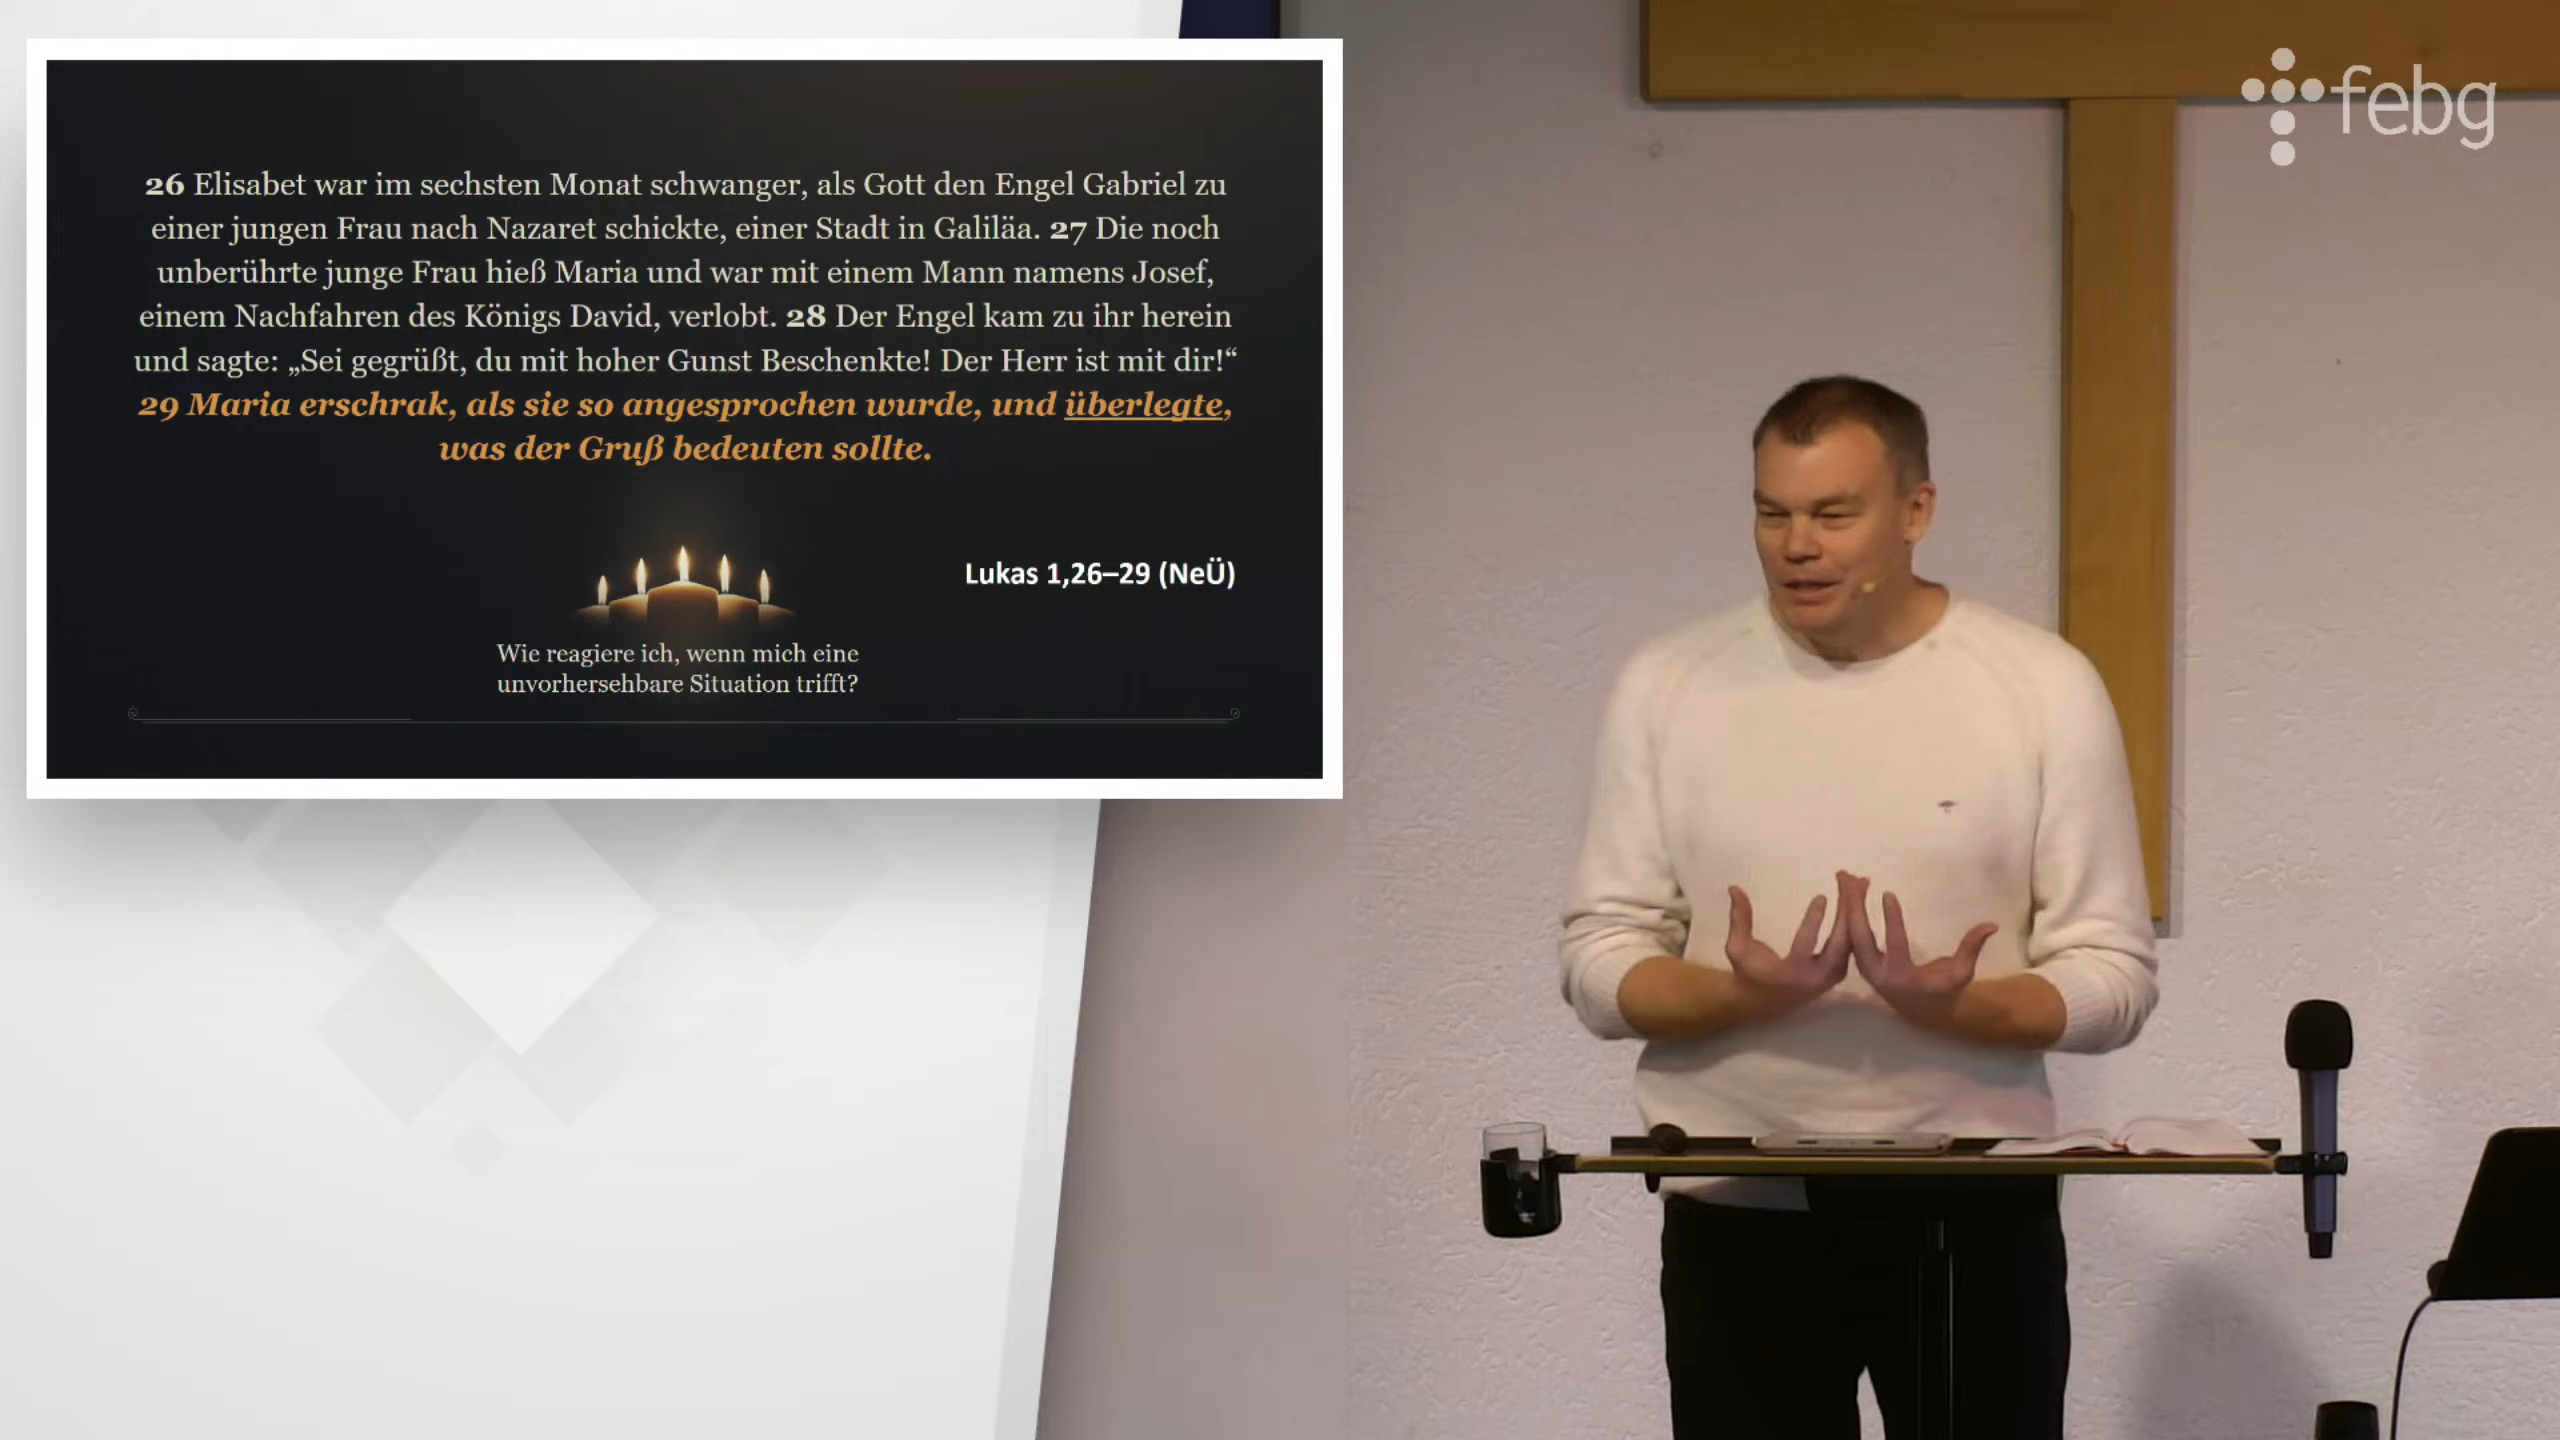 26 Elisabet war im sechsten Monat schwanger, als Gott den Engel Gabriel zu
einer jungen Frau nach Nazaret schickte, einer Stadt in Galiläa. 27 Die noch
unberührte junge Frau hieß Maria und war mit einem Mann namens Josef,
einem Nachfahren des Königs David, verlobt. 28 Der Engel kam zu ihr herein
und sagte: „Sei gegrüßt, du mit hoher Gunst Beschenkte! Der Herr ist mit dir!“
29 Maria erschrak, als sie so angesprochen wurde, und überlegte,
was der Gruß bedeuten sollte.
Lukas 1,26–29 (NeÜ)
Wie reagiere ich, wenn mich eine
unvorhersehbare Situation trifft?
febg